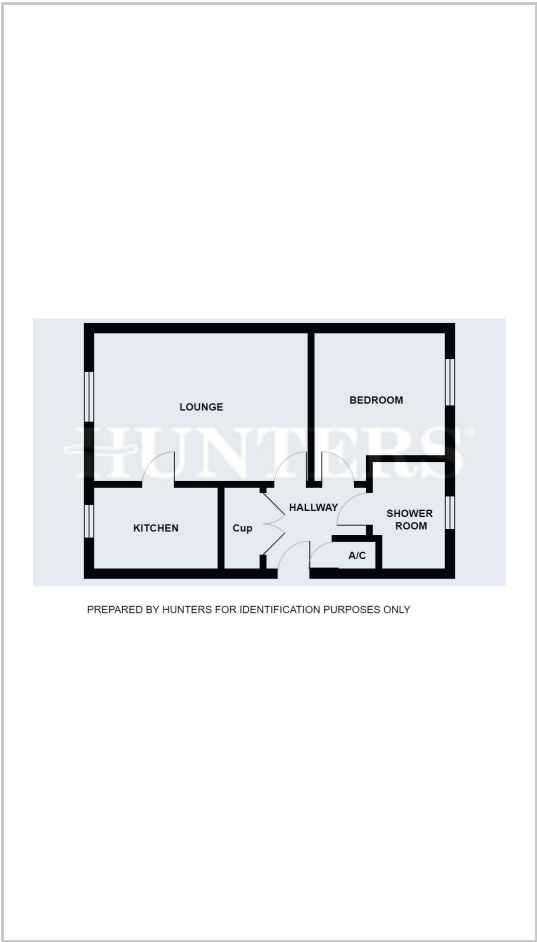 LOUNGE
BEDROOM
HUNTERS®
HALLWAY
SHOWER
ROOM
KITCHEN
Cup
A/C
PREPARED BY HUNTERS FOR IDENTIFICATION PURPOSES ONLY